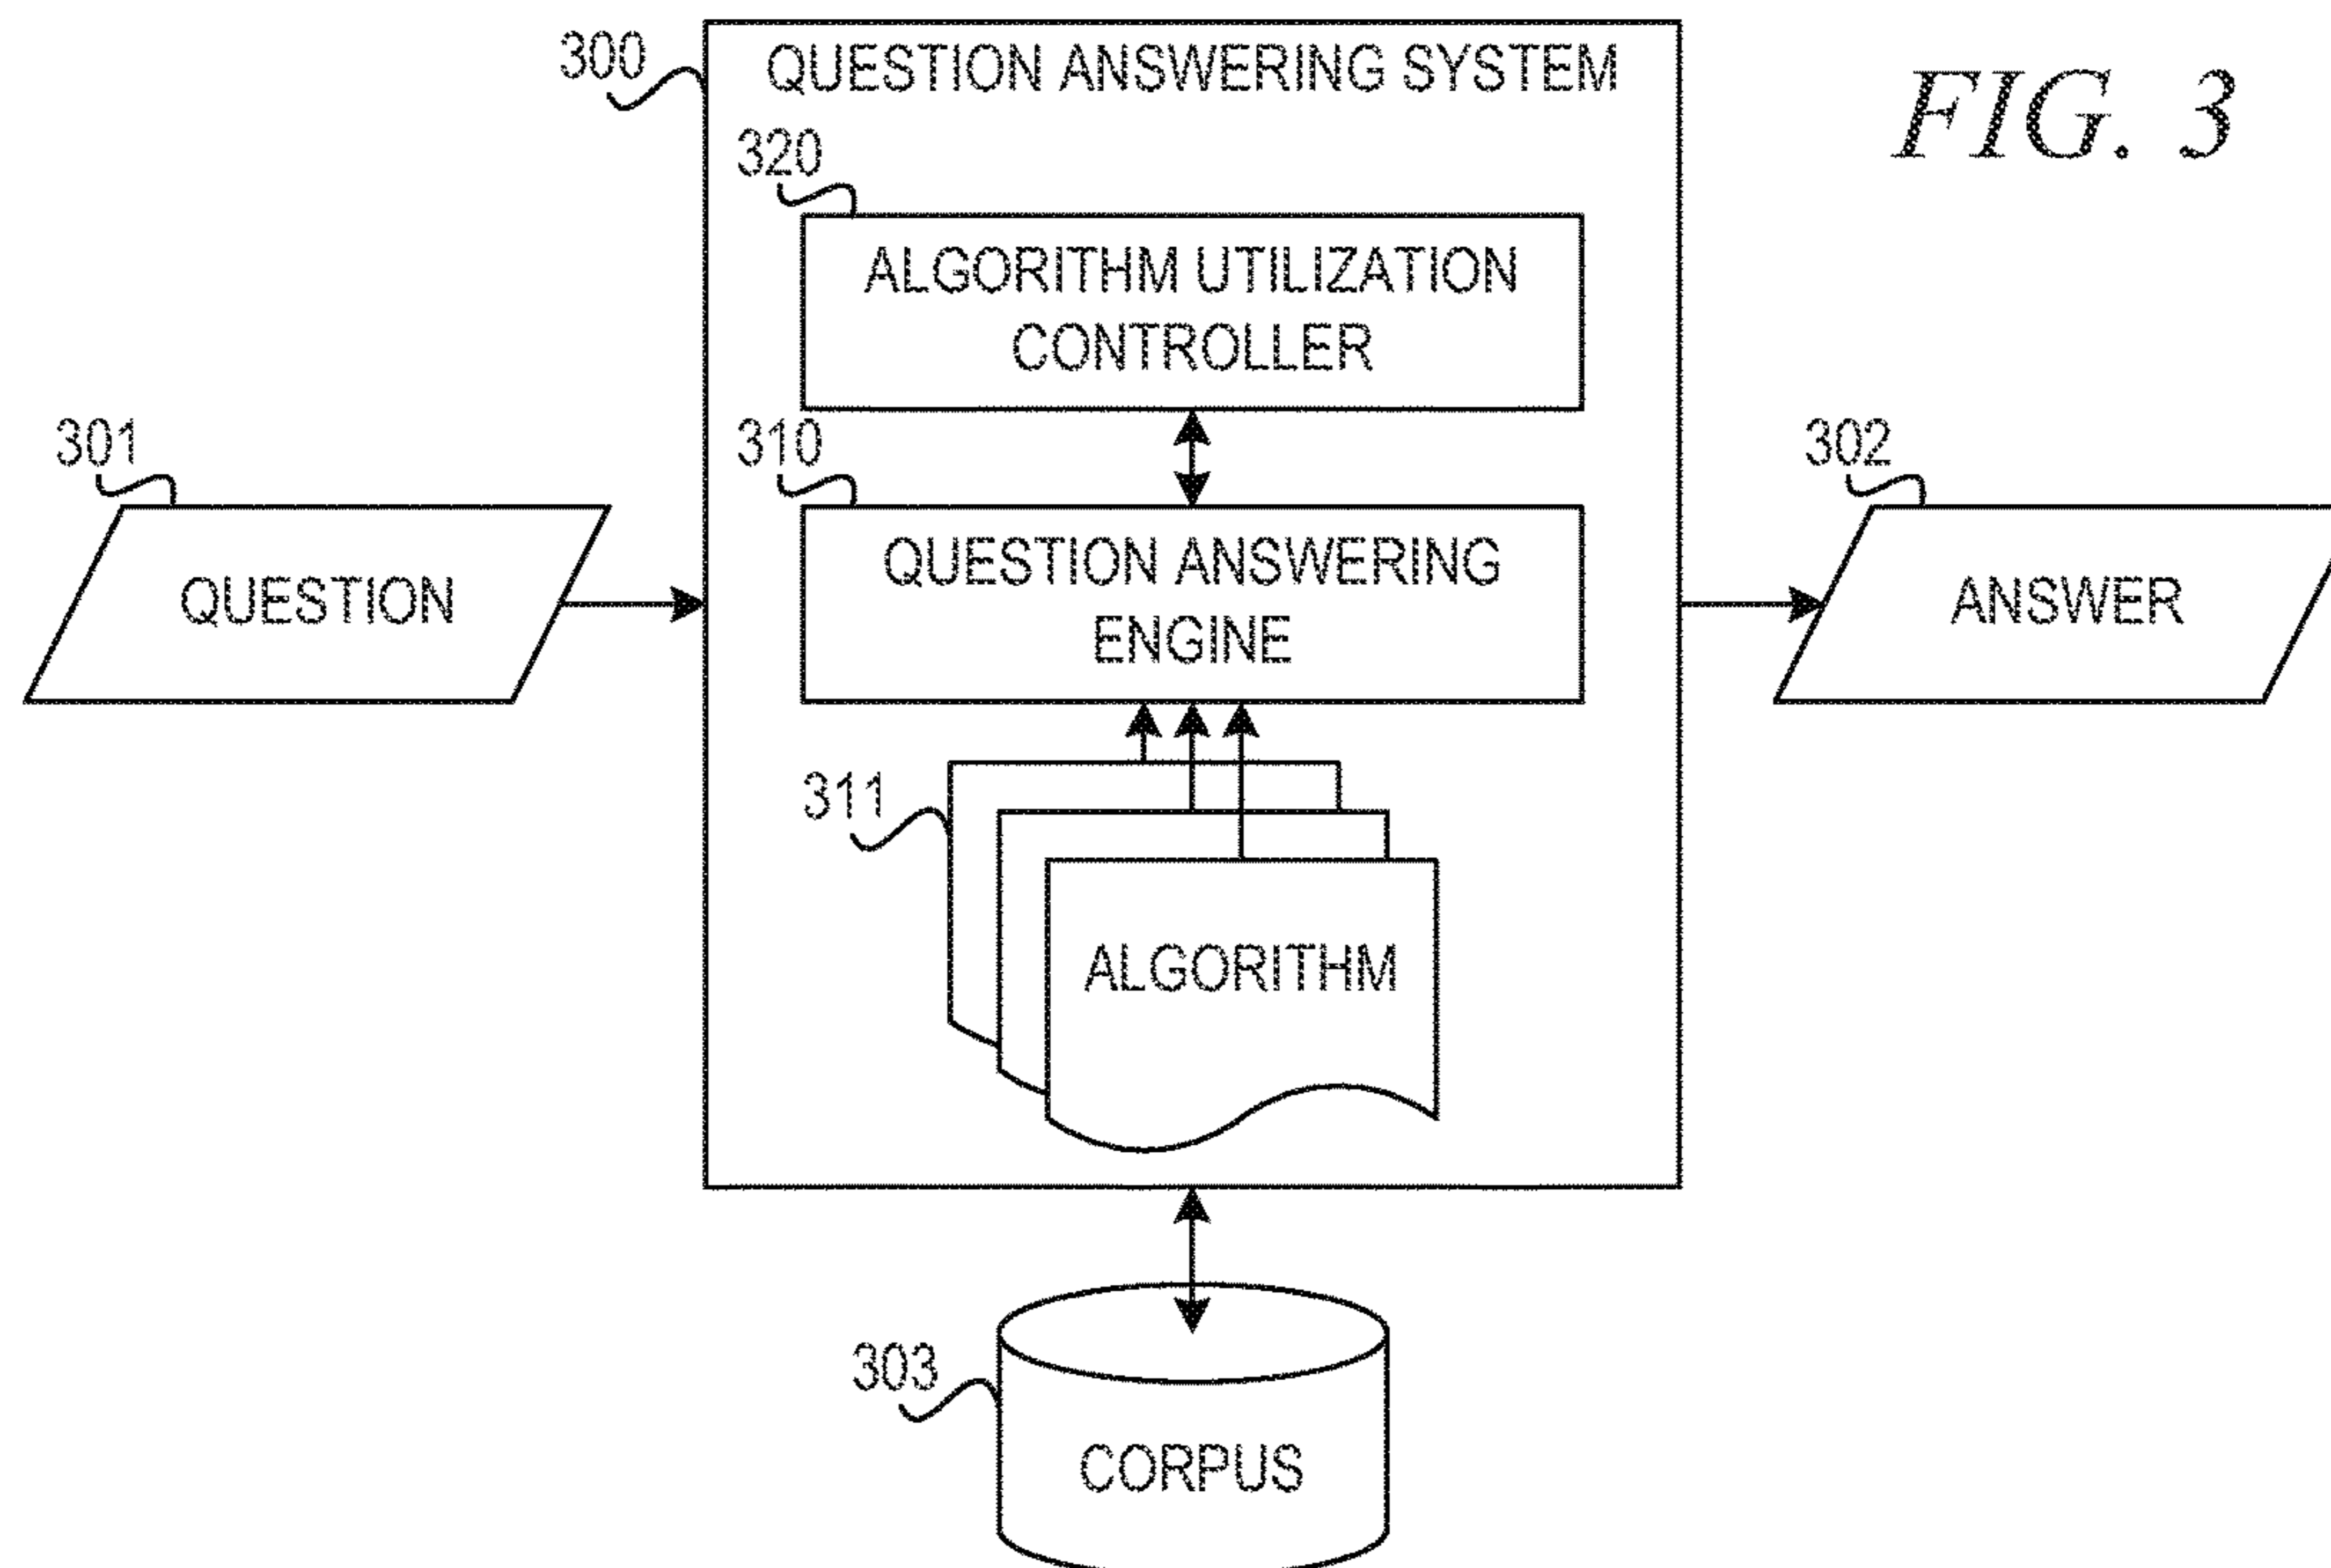 300
QUESTION ANSWERING SYSTEM
FIG. 3
320
ALGORITHM UTILIZATION
CONTROLLER
301
310
302
QUESTION
QUESTION ANSWERING
ENGINE
ANSWER
311
ALGORITHM
303
CORPUS